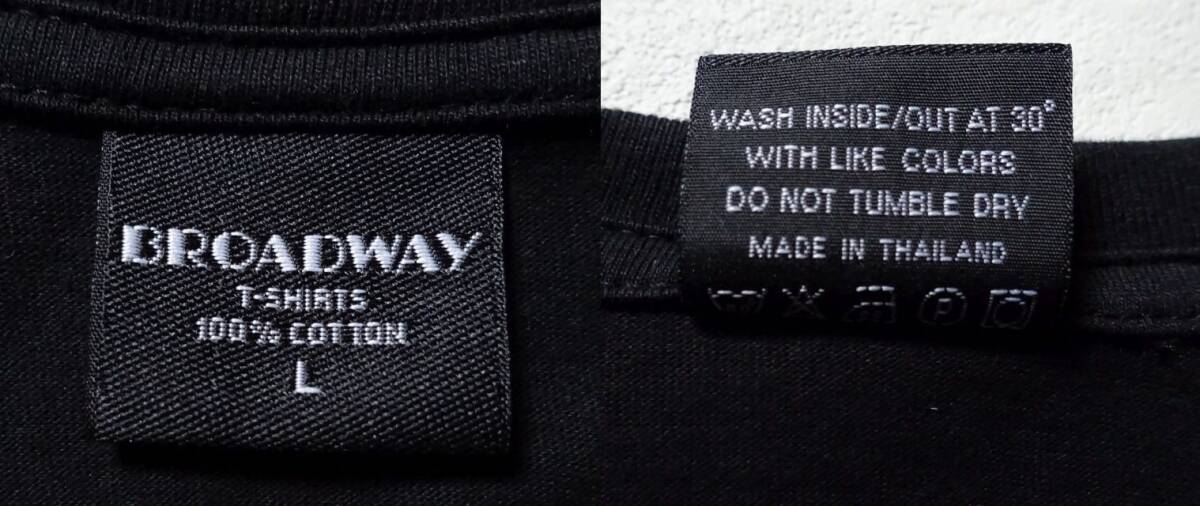 BROADWAY
T-SHIRTS
100% COTTON
L
WASH INSIDE/OUT AT 30°
WITH LIKE COLORS
DO NOT TUMBLE DRY
MADE IN THAILAND
P